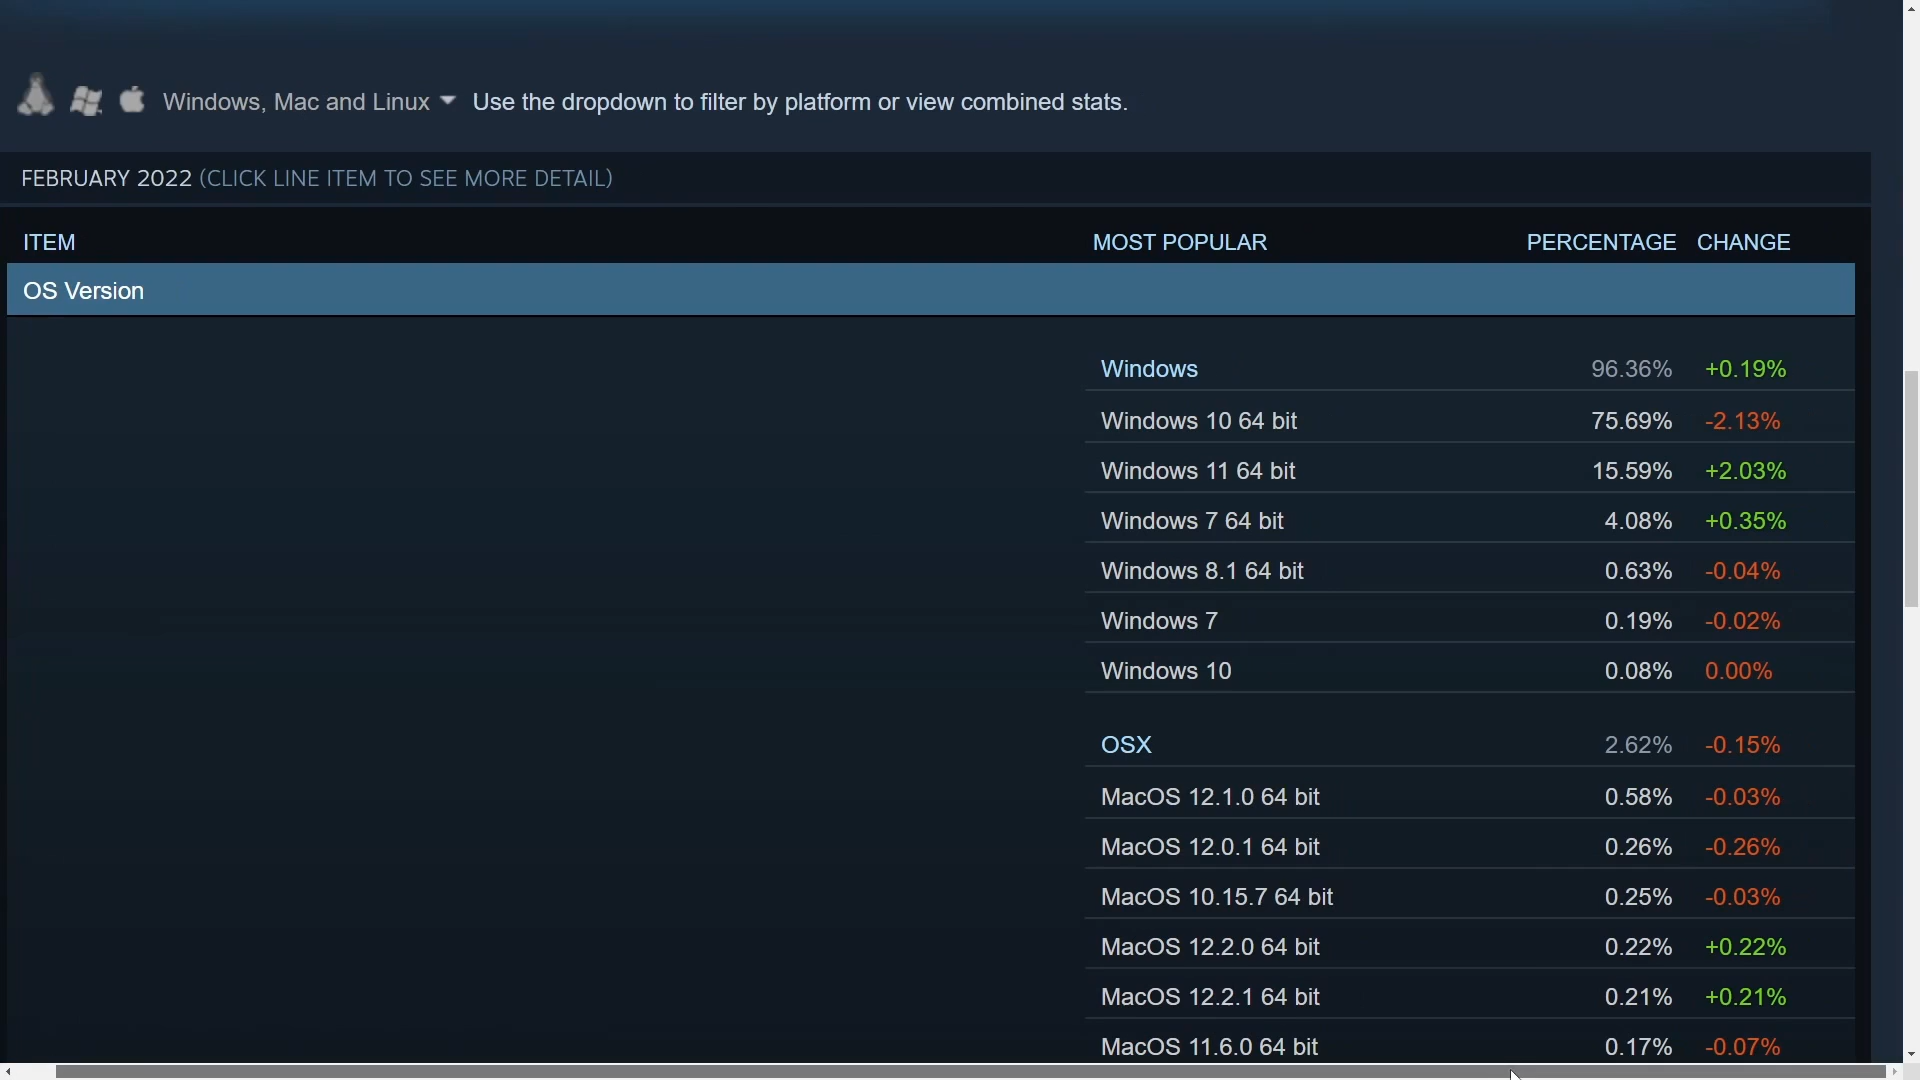 Windows, Mac and Linux Use the dropdown to filter by platform or view combined stats.
FEBRUARY 2022 (CLICK LINE ITEM TO SEE MORE DETAIL)
ITEM MOST POPULAR PERCENTAGE CHANGE
OS Version
Windows 96.36% +0.19%
Windows 10 64 bit 75.69% -2.13%
Windows 11 64 bit 15.59% +2.03%
Windows 7 64 bit 4.08% +0.35%
Windows 8.1 64 bit 0.63% -0.04%
Windows 7 0.19% -0.02%
Windows 10 0.08% 0.00%
OSX 2.62% -0.15%
MacOS 12.1.0 64 bit 0.58% -0.03%
MacOS 12.0.1 64 bit 0.26% -0.26%
MacOS 10.15.7 64 bit 0.25% -0.03%
MacOS 12.2.0 64 bit 0.22% +0.22%
MacOS 12.2.1 64 bit 0.21% +0.21%
MacOS 11.6.0 64 bit 0.17% -0.07%